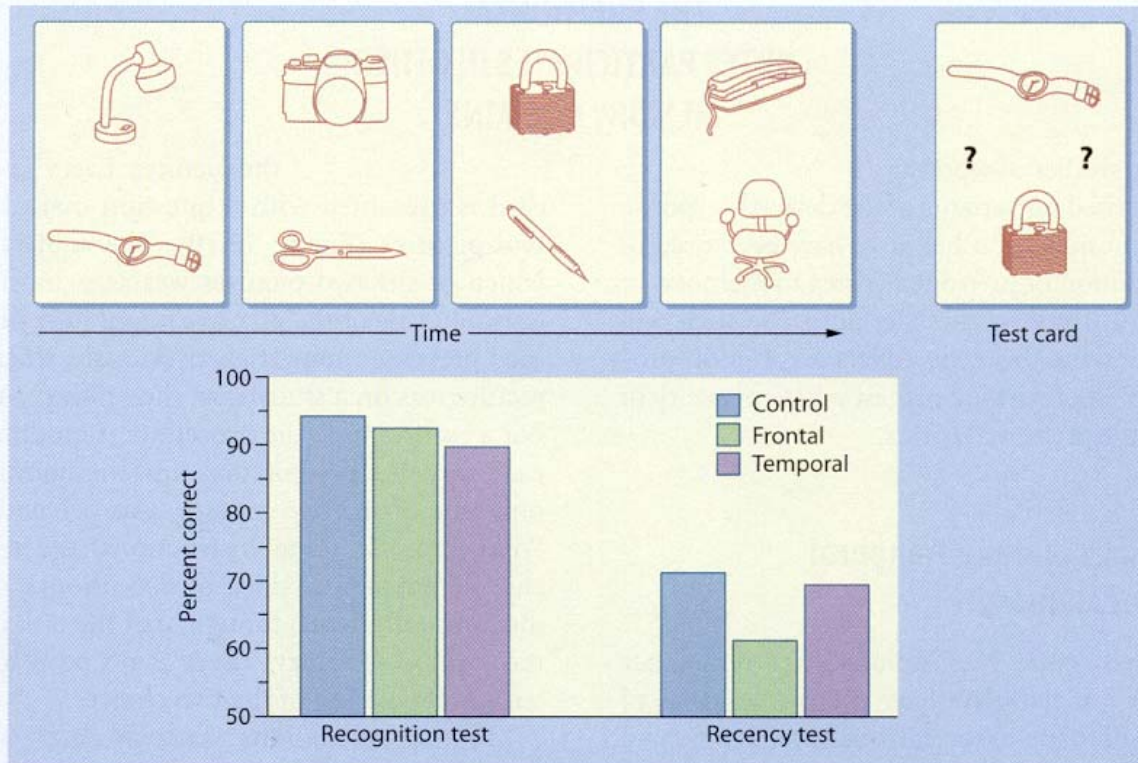 ? ?
Time
Test card
100
90
80
70
60
50
Percent correct
Control
Frontal
Temporal
Recognition test
Recency test